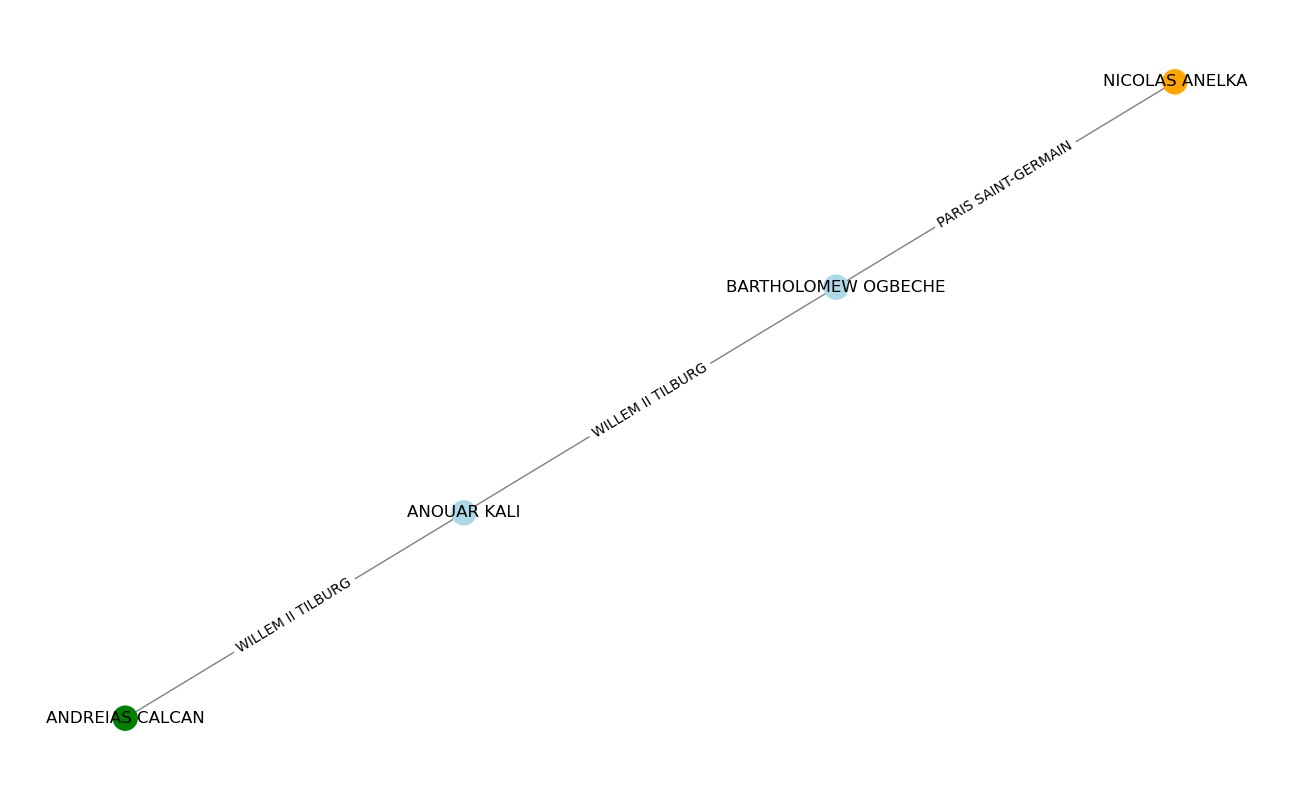 NICOLAS ANELKA
PARIS SAINT-GERMAIN
BARTHOLOMEW OGBECHE
WILLEM II TILBURG
ANOUAR KALI
WILLEM II TILBURG
ANDREIAS CALCAN